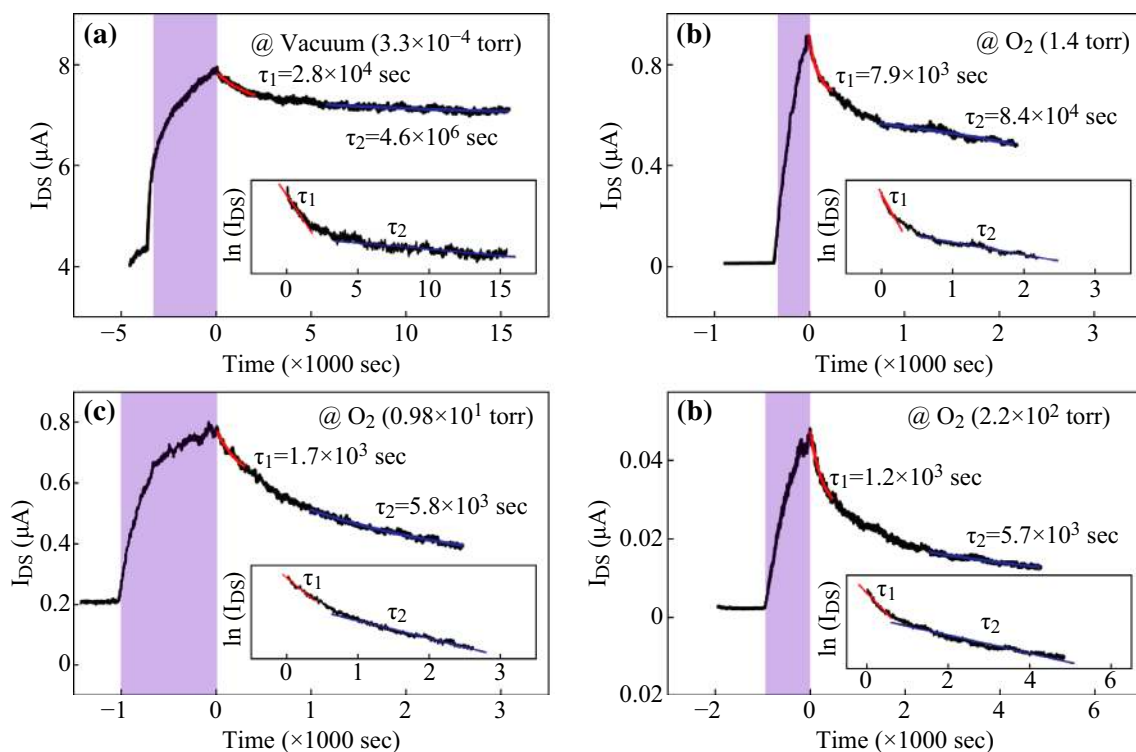 (a)
@ Vacuum (3.3×10⁻⁴ torr)
τ₁=2.8×10⁴ sec
τ₂=4.6×10⁶ sec
I_DS (μA)
8
6
4
ln (I_DS)
τ₁
τ₂
0 5 10 15
−5 0 5 10 15
Time (×1000 sec)
(b)
@ O₂ (1.4 torr)
τ₁=7.9×10³ sec
τ₂=8.4×10⁴ sec
I_DS (μA)
0.8
0.4
0
ln (I_DS)
τ₁
τ₂
0 1 2 3
−1 0 1 2 3
Time (×1000 sec)
(c)
@ O₂ (0.98×10¹ torr)
τ₁=1.7×10³ sec
τ₂=5.8×10³ sec
I_DS (μA)
0.8
0.6
0.4
0.2
0
ln (I_DS)
τ₁
τ₂
0 1 2 3
−1 0 1 2 3
Time (×1000 sec)
(b)
@ O₂ (2.2×10² torr)
τ₁=1.2×10³ sec
τ₂=5.7×10³ sec
I_DS (μA)
0.04
0.02
0
0.02
ln (I_DS)
τ₁
τ₂
0 2 4 6
−2 0 2 4 6
Time (×1000 sec)